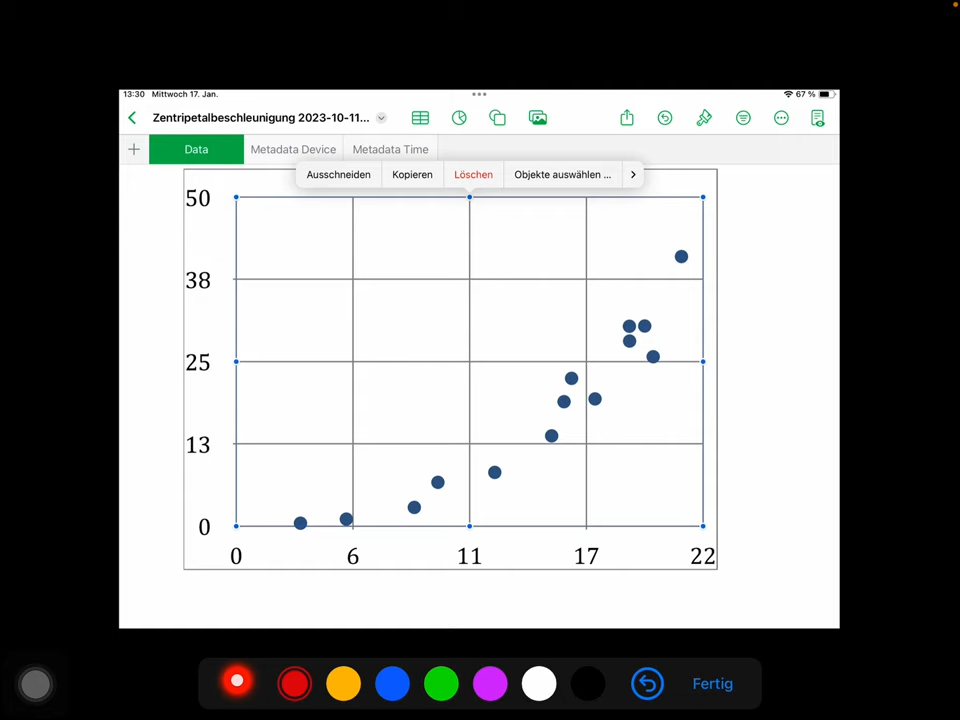 13:30 Mittwoch 17. Jan.
67 %
Zentripetalbeschleunigung 2023-10-11...
Data
Metadata Device
Metadata Time
Ausschneiden
Kopieren
Löschen
Objekte auswählen ...
50
38
25
13
0
0 6 11 17 22
Fertig